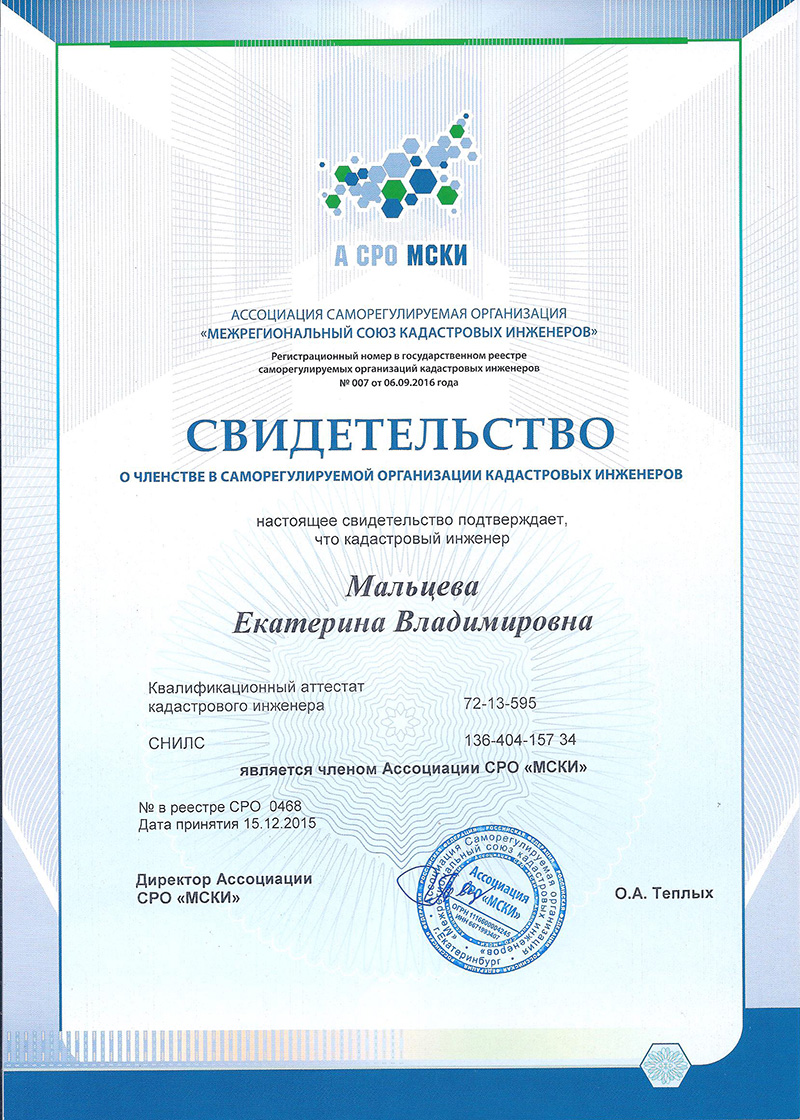 А СРО МСКИ
АССОЦИАЦИЯ САМОРЕГУЛИРУЕМАЯ ОРГАНИЗАЦИЯ
«МЕЖРЕГИОНАЛЬНЫЙ СОЮЗ КАДАСТРОВЫХ ИНЖЕНЕРОВ»
Регистрационный номер в государственном реестре
саморегулируемых организаций кадастровых инженеров
№ 007 от 06.09.2016 года
СВИДЕТЕЛЬСТВО
О ЧЛЕНСТВЕ В САМОРЕГУЛИРУЕМОЙ ОРГАНИЗАЦИИ КАДАСТРОВЫХ ИНЖЕНЕРОВ
настоящее свидетельство подтверждает,
что кадастровый инженер
Мальцева
Екатерина Владимировна
Квалификационный аттестат
кадастрового инженера 72-13-595
СНИЛС 136-404-157 34
является членом Ассоциации СРО «МСКИ»
№ в реестре СРО 0468
Дата принятия 15.12.2015
Директор Ассоциации
СРО «МСКИ»
О.А. Теплых
РОССИЙСКАЯ ФЕДЕРАЦИЯ
Ассоциация Саморегулируемая организация
«Межрегиональный союз кадастровых инженеров»
г.Екатеринбург
Ассоциация
СРО «МСКИ»